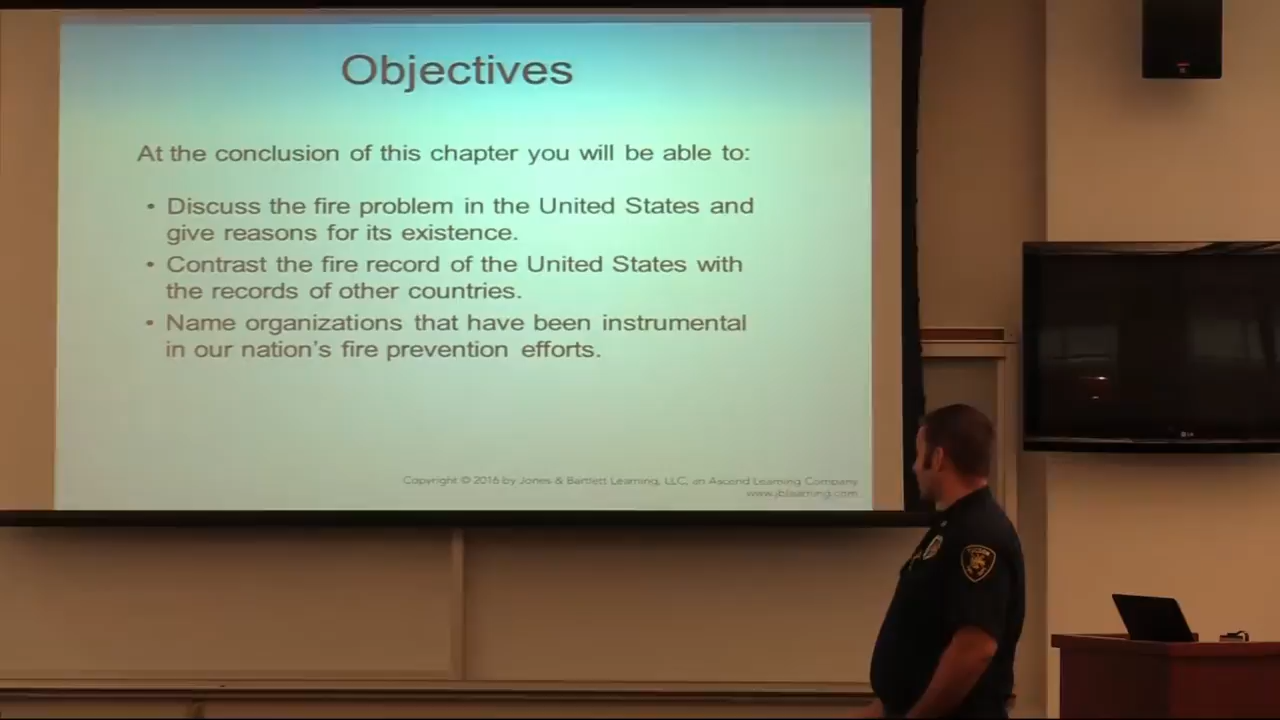 Objectives
At the conclusion of this chapter you will be able to:
• Discuss the fire problem in the United States and
give reasons for its existence.
• Contrast the fire record of the United States with
the records of other countries.
• Name organizations that have been instrumental
in our nation's fire prevention efforts.
Copyright © 2016 by Jones & Bartlett Learning, LLC, an Ascend Learning Company
www.jblearning.com
LG